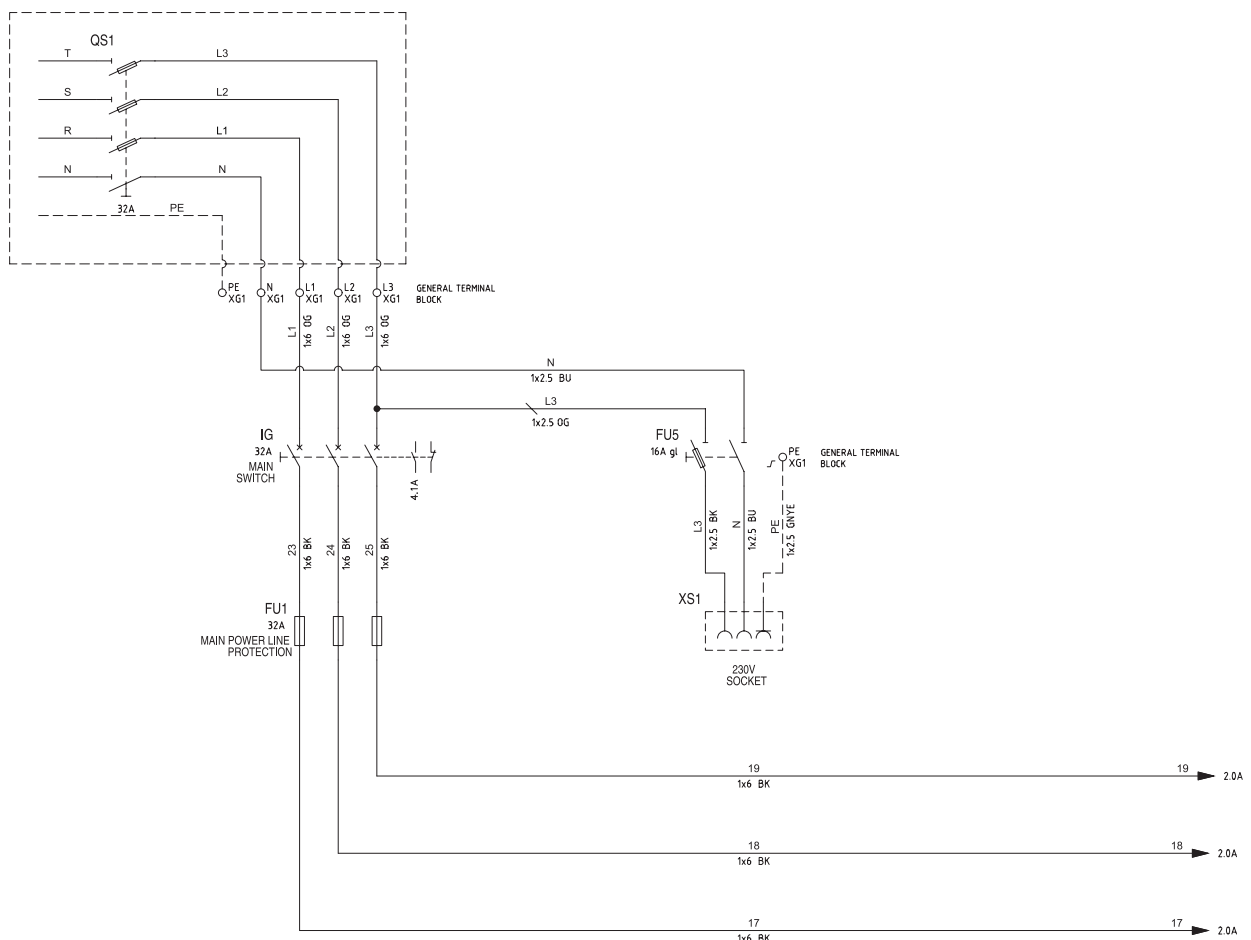 QS1
T
L3
S
L2
R
L1
N
N
32A
PE
PE
XG1
N
XG1
L1
XG1
L2
XG1
L3
XG1
GENERAL TERMINAL
BLOCK
L1
1x6 OG
L2
1x6 OG
L3
1x6 OG
N
1x2.5 BU
L3
1x2.5 OG
IG
32A
MAIN
SWITCH
4.1A
FU5
16A gl
PE
XG1
GENERAL TERMINAL
BLOCK
L3
1x2.5 BK
N
1x2.5 BU
PE
1x2.5 GNYE
23
1x6 BK
24
1x6 BK
25
1x6 BK
XS1
230V
SOCKET
FU1
32A
MAIN POWER LINE
PROTECTION
19
1x6 BK
19
2.0A
18
1x6 BK
18
2.0A
17
1x6 BK
17
2.0A